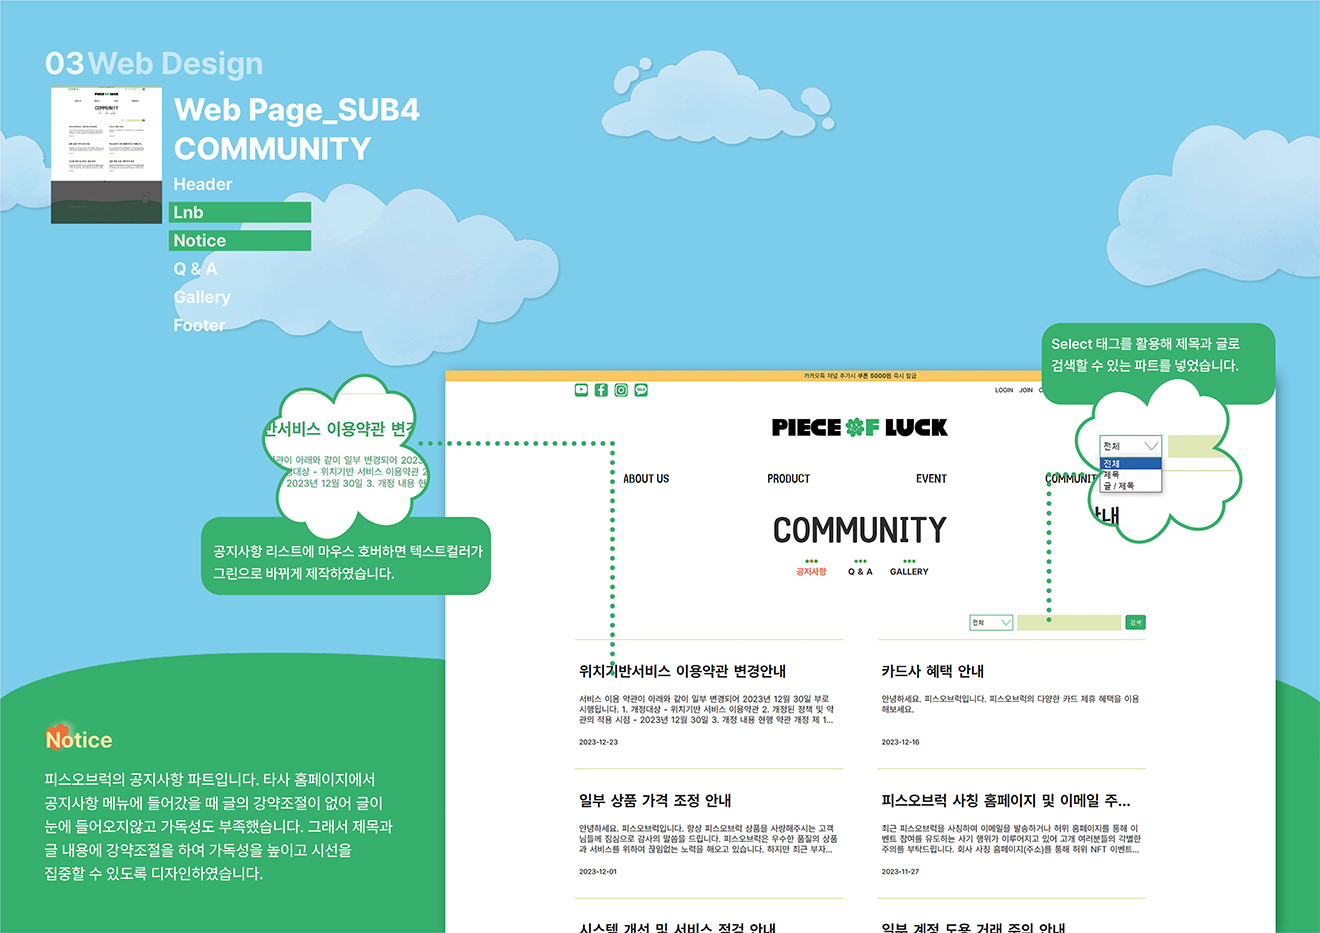 03 Web Design
Web Page_SUB4
COMMUNITY
Header
Lnb
Notice
Q & A
Gallery
Footer
PIECE OF LUCK
COMMUNITY
Select 태그를 활용해 제목과 글로
검색할 수 있는 파트를 넣었습니다.
전체
전체
제목
글 / 제목
안내
반서비스 이용약관 변경
관이 아래와 같이 일부 변경되어 2023
정대상 - 위치기반 서비스 이용약관 2
2023년 12월 30일 3. 개정 내용 현
공지사항 리스트에 마우스 호버하면 텍스트컬러가
그린으로 바뀌게 제작하였습니다.
카카오톡 채널 추가시 쿠폰 5000원 즉시 발급
TALK
LOGIN JOIN
PIECE OF LUCK
ABOUT US PRODUCT EVENT COMMUNIT
COMMUNITY
공지사항 Q & A GALLERY
전체 검색
위치기반서비스 이용약관 변경안내
서비스 이용 약관이 아래와 같이 일부 변경되어 2023년 12월 30일 부로
시행됩니다. 1. 개정대상 - 위치기반 서비스 이용약관 2. 개정된 정책 및 약
관의 적용 시점 - 2023년 12월 30일 3. 개정 내용 현행 약관 개정 제 1...
2023-12-23
카드사 혜택 안내
안녕하세요. 피스오브럭입니다. 피스오브럭의 다양한 카드 제휴 혜택을 이용
해보세요.
2023-12-16
일부 상품 가격 조정 안내
안녕하세요. 피스오브럭입니다. 항상 피스오브럭 상품을 사랑해주시는 고객
님들께 짐심으로 감사의 말씀을 드립니다. 피스오브럭은 우수한 품질의 상품
과 서비스를 위하여 끊임없는 노력을 해오고 있습니다. 하지만 최근 부자...
2023-12-01
피스오브럭 사칭 홈페이지 및 이메일 주...
최근 피스오브럭을 사칭하여 이메일을 발송하거나 허위 홈페이지를 통해 이
벤트 참여를 유도하는 사기 행위가 이루어지고 있어 고개 여러분들의 각별한
주의를 부탁드립니다. 회사 사칭 홈페이지(주소)를 통해 허위 NFT 이벤트...
2023-11-27
시스템 개선 및 서비스 점검 안내
일부 계정 도용 거래 주의 안내
Notice
피스오브럭의 공지사항 파트입니다. 타사 홈페이지에서
공지사항 메뉴에 들어갔을 때 글의 강약조절이 없어 글이
눈에 들어오지않고 가독성도 부족했습니다. 그래서 제목과
글 내용에 강약조절을 하여 가독성을 높이고 시선을
집중할 수 있도록 디자인하였습니다.